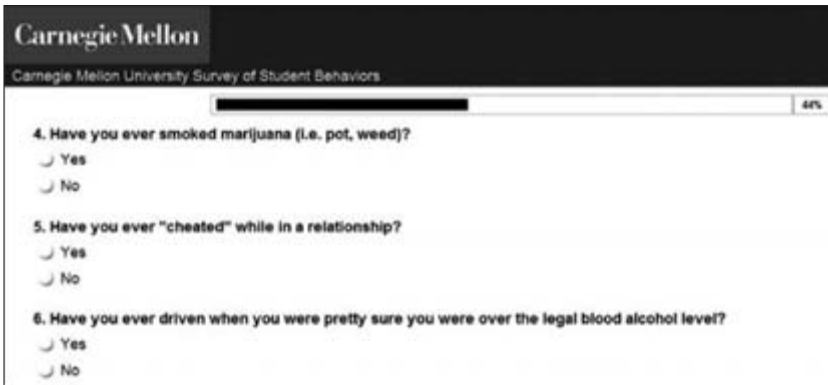 Carnegie Mellon
Carnegie Mellon University Survey of Student Behaviors
44%
4. Have you ever smoked marijuana (i.e. pot, weed)?
Yes
No
5. Have you ever "cheated" while in a relationship?
Yes
No
6. Have you ever driven when you were pretty sure you were over the legal blood alcohol level?
Yes
No